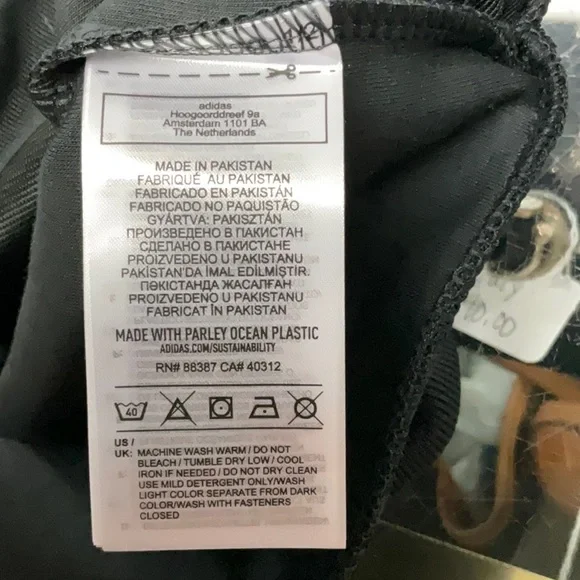 adidas
Hoogoorddreef 9a
Amsterdam 1101 BA
The Netherlands
MADE IN PAKISTAN
FABRIQUÉ AU PAKISTAN
FABRICADO EN PAKISTÁN
FABRICADO NO PAQUISTÃO
GYÁRTVA: PAKISZTÁN
ПРОИЗВЕДЕНО В ПАКИСТАН
СДЕЛАНО В ПАКИСТАНЕ
PROIZVEDENO U PAKISTANU
PAKİSTAN'DA İMAL EDİLMİŞTİR.
ПӘКІСТАНДА ЖАСАЛҒАН
PROIZVEDENO U PAKISTANU
FABRICAT ÎN PAKISTAN
MADE WITH PARLEY OCEAN PLASTIC
ADIDAS.COM/SUSTAINABILITY
RN# 88387 CA# 40312
40
US /
UK: MACHINE WASH WARM / DO NOT
BLEACH / TUMBLE DRY LOW / COOL
IRON IF NEEDED / DO NOT DRY CLEAN
USE MILD DETERGENT ONLY/WASH
LIGHT COLOR SEPARATE FROM DARK
COLOR/WASH WITH FASTENERS
CLOSED